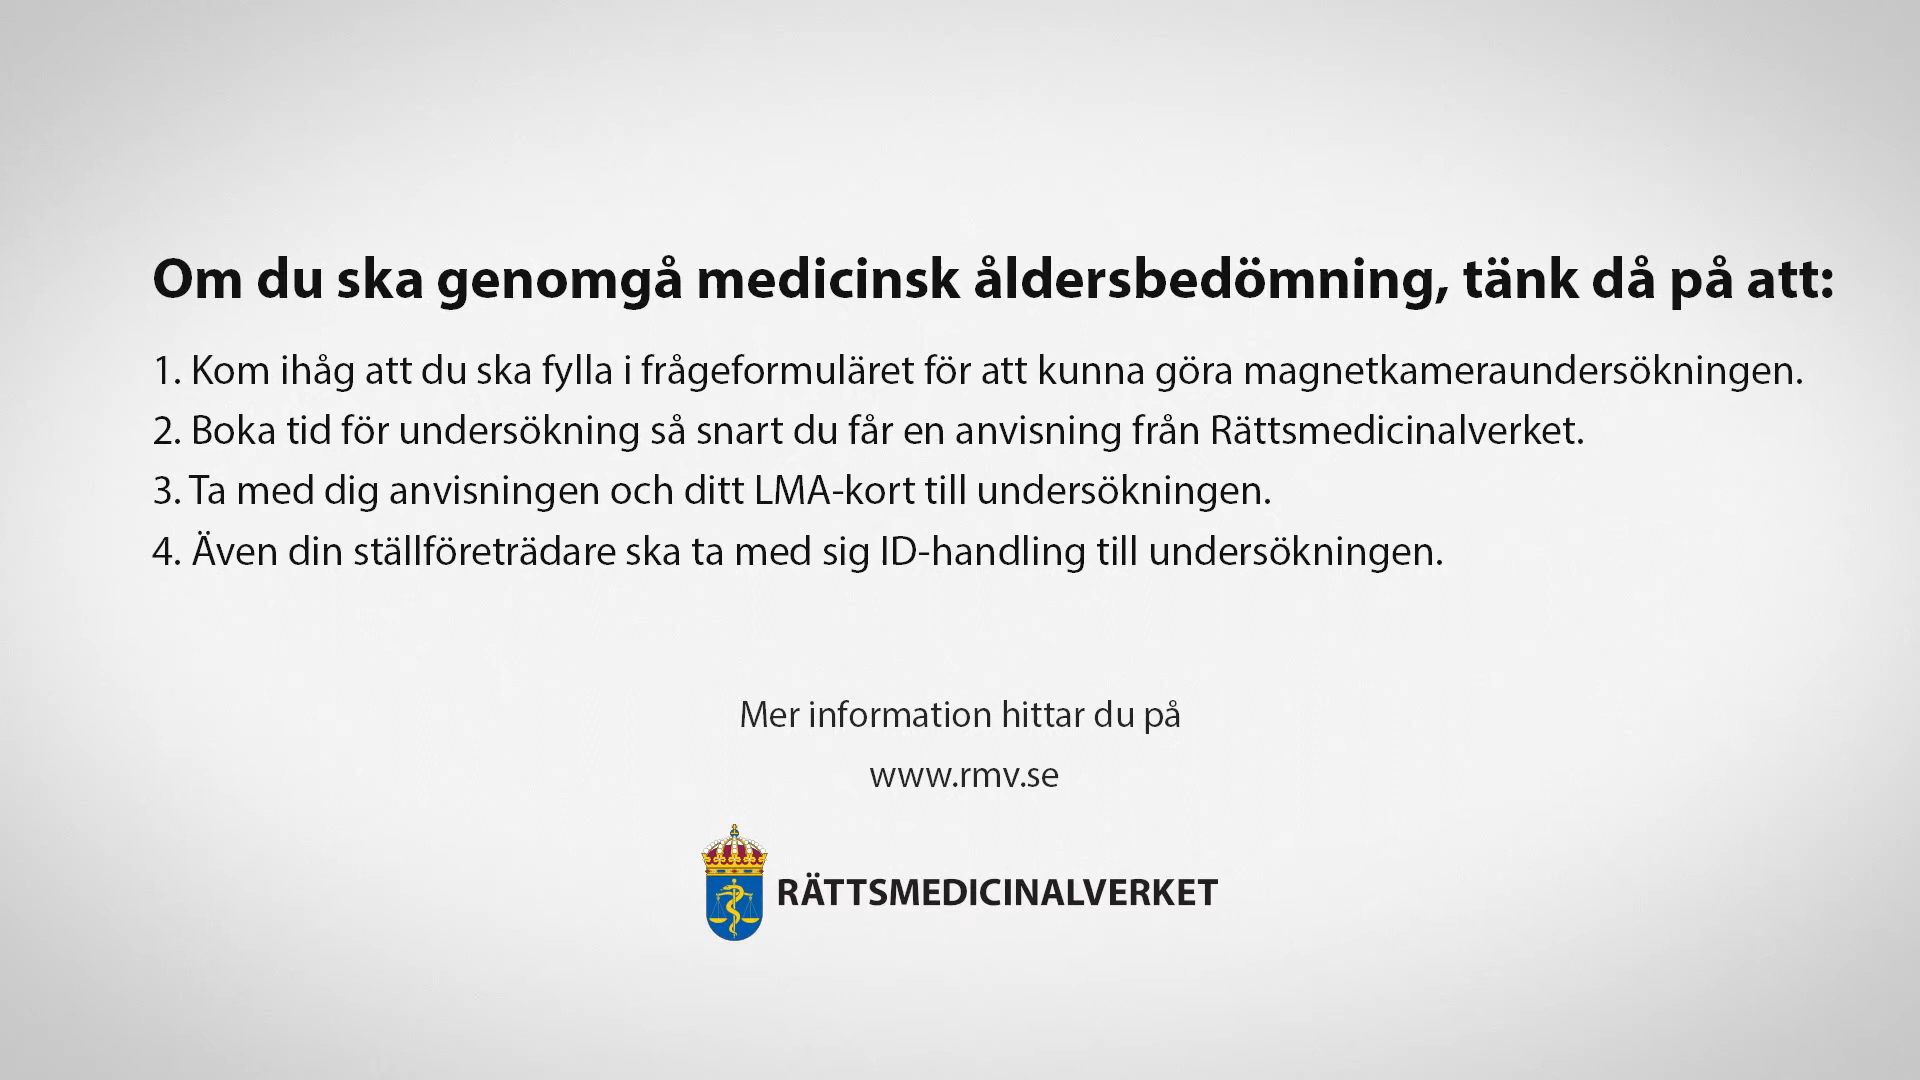 Om du ska genomgå medicinsk åldersbedömning, tänk då på att:
1. Kom ihåg att du ska fylla i frågeformuläret för att kunna göra magnetkameraundersökningen.
2. Boka tid för undersökning så snart du får en anvisning från Rättsmedicinalverket.
3. Ta med dig anvisningen och ditt LMA-kort till undersökningen.
4. Även din ställföreträdare ska ta med sig ID-handling till undersökningen.
Mer information hittar du på
www.rmv.se
RÄTTSMEDICINALVERKET